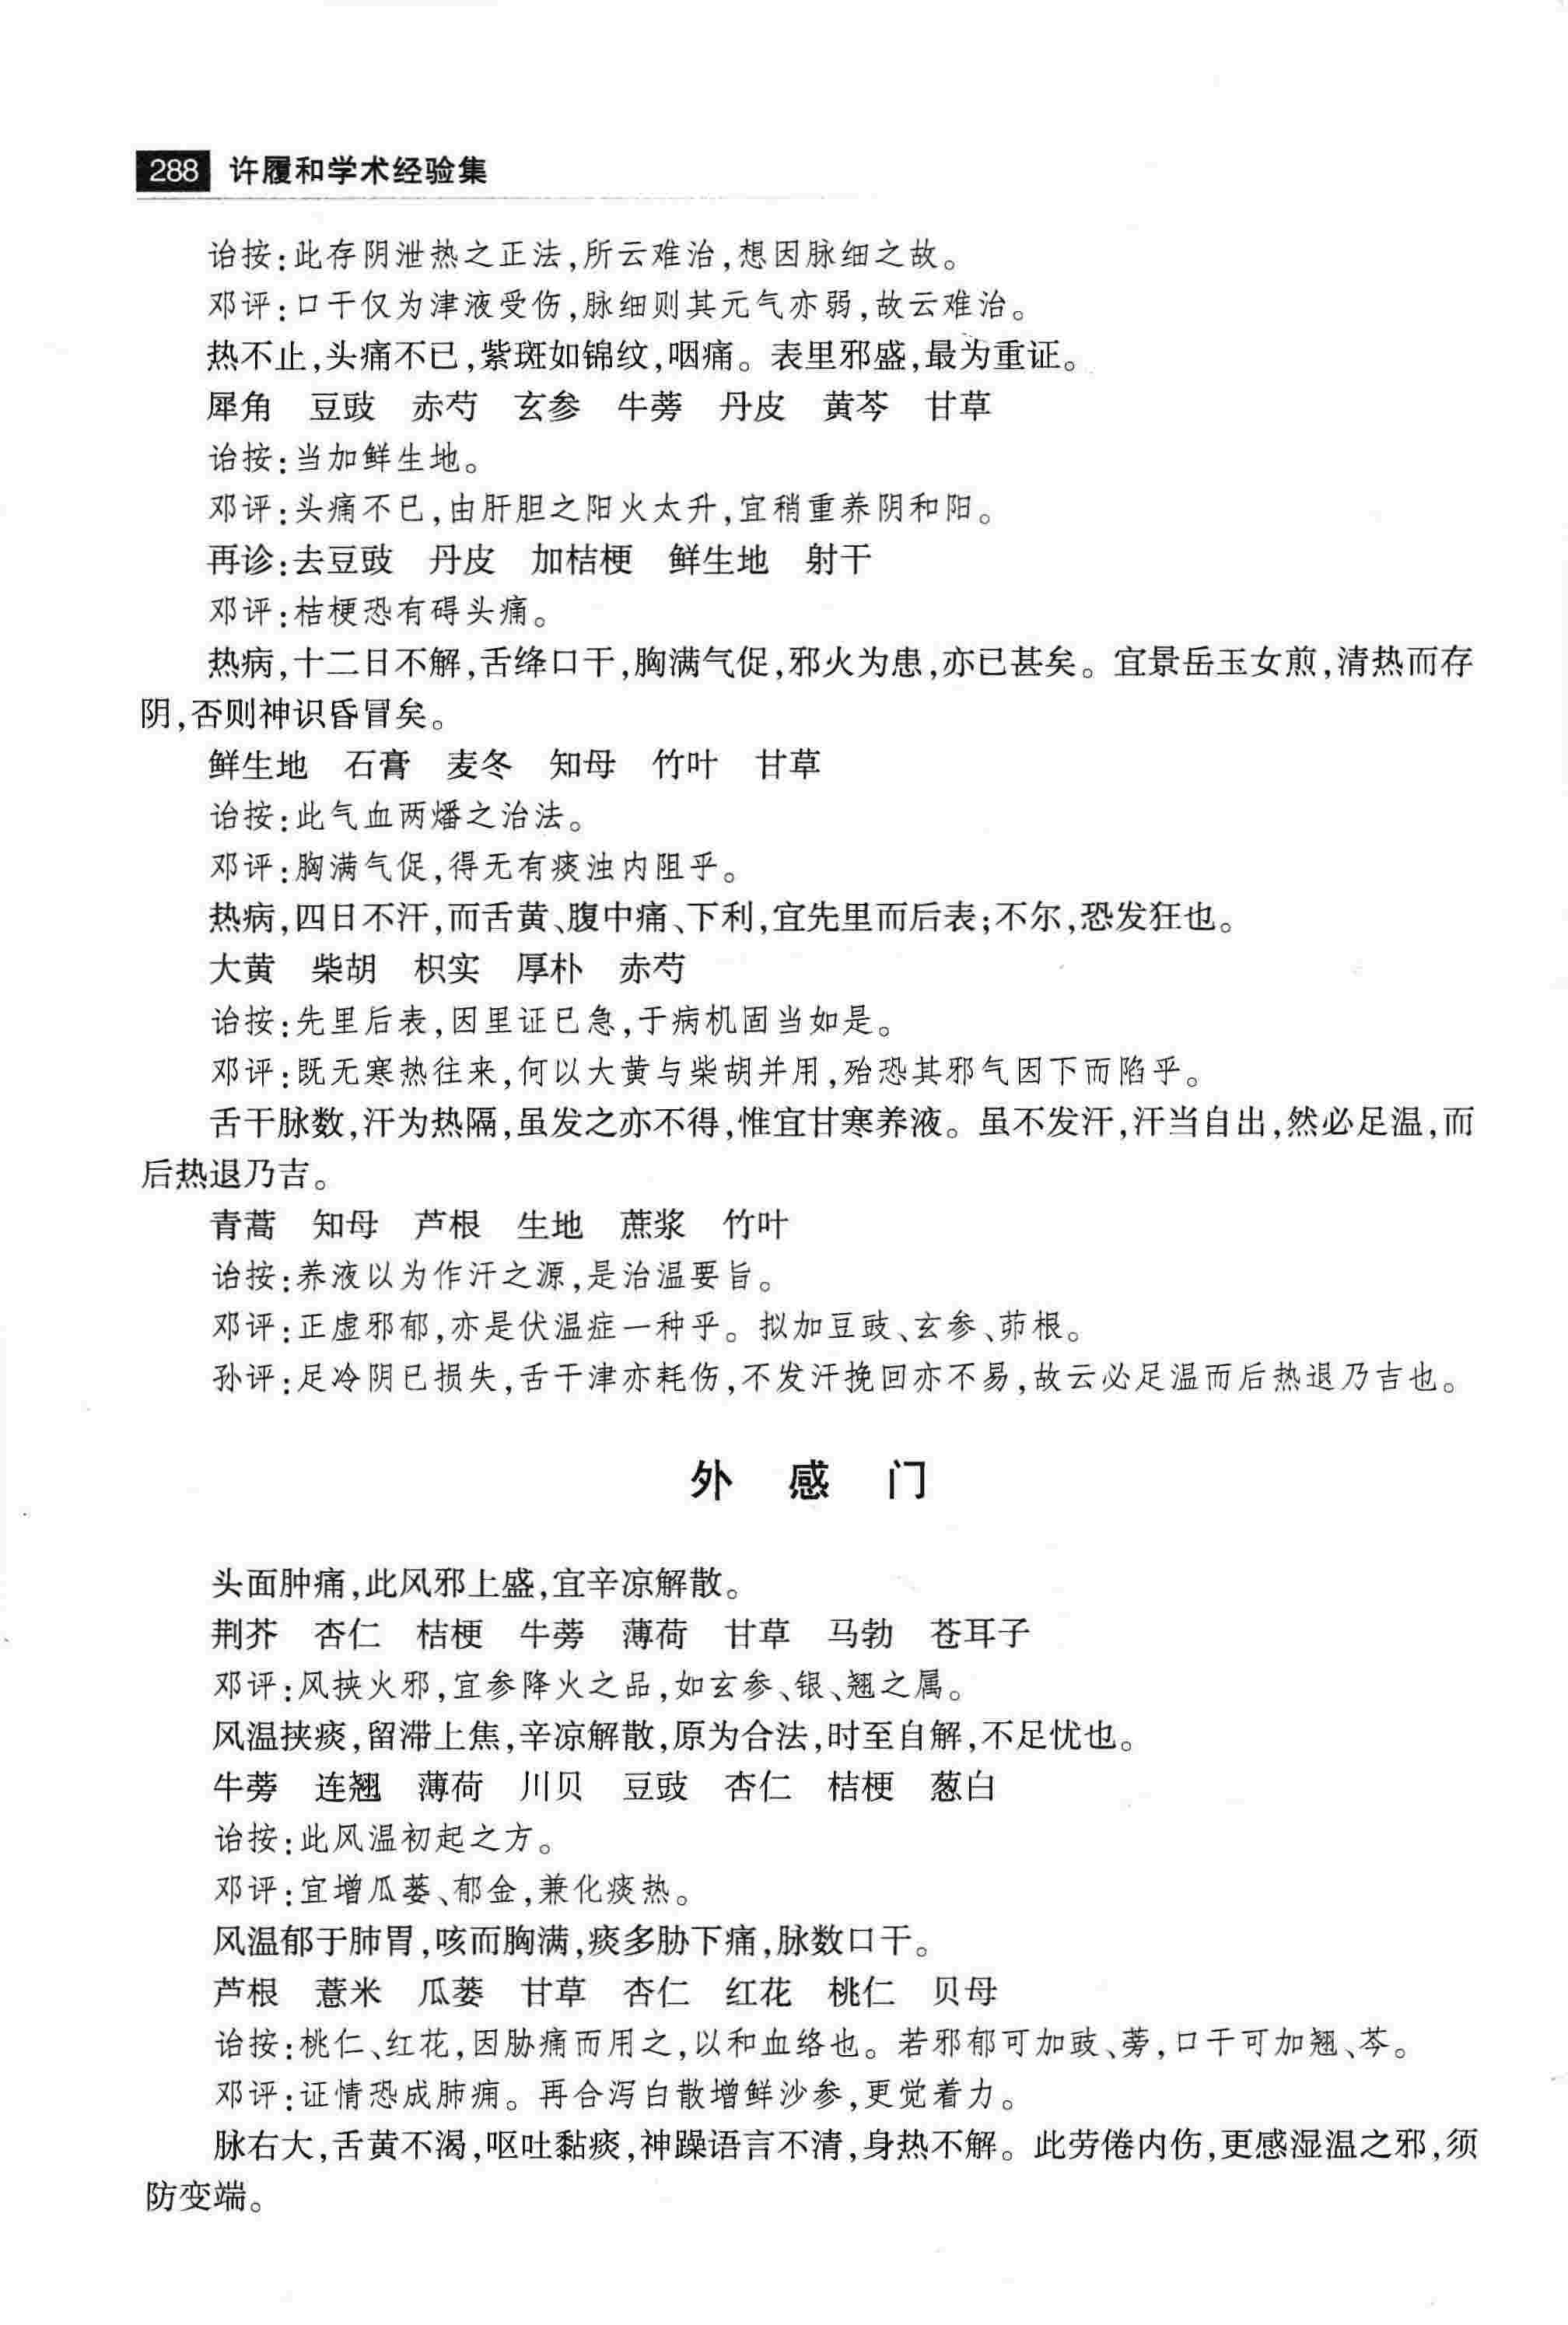 288 许履和学术经验集
诒按:此存阴泄热之正法,所云难治,想因脉细之故。
邓评:口干仅为津液受伤,脉细则其元气亦弱,故云难治。
热不止,头痛不已,紫斑如锦纹,咽痛。表里邪盛,最为重证。
犀角 豆豉 赤芍 玄参 牛蒡 丹皮 黄芩 甘草
诒按:当加鲜生地。
邓评:头痛不已,由肝胆之阳火太升,宜稍重养阴和阳。
再诊:去豆豉 丹皮 加桔梗 鲜生地 射干
邓评:桔梗恐有碍头痛。
热病,十二日不解,舌绛口干,胸满气促,邪火为患,亦已甚矣。宜景岳玉女煎,清热而存
阴,否则神识昏冒矣。
鲜生地 石膏 麦冬 知母 竹叶 甘草
诒按:此气血两燔之治法。
邓评:胸满气促,得无有痰浊内阻乎。
热病,四日不汗,而舌黄、腹中痛、下利,宜先里而后表;不尔,恐发狂也。
大黄 柴胡 枳实 厚朴 赤芍
诒按:先里后表,因里证已急,于病机固当如是。
邓评:既无寒热往来,何以大黄与柴胡并用,殆恐其邪气因下而陷乎。
舌干脉数,汗为热隔,虽发之亦不得,惟宜甘寒养液。虽不发汗,汗当自出,然必足温,而
后热退乃吉。
青蒿 知母 芦根 生地 蔗浆 竹叶
诒按:养液以为作汗之源,是治温要旨。
邓评:正虚邪郁,亦是伏温症一种乎。拟加豆豉、玄参、茆根。
孙评:足冷阴已损失,舌干津亦耗伤,不发汗挽回亦不易,故云必足温而后热退乃吉也。
外感门
头面肿痛,此风邪上盛,宜辛凉解散。
荆芥 杏仁 桔梗 牛蒡 薄荷 甘草 马勃 苍耳子
邓评:风挟火邪,宜参降火之品,如玄参、银、翘之属。
风温挟痰,留滞上焦,辛凉解散,原为合法,时至自解,不足忧也。
牛蒡 连翘 薄荷 川贝 豆豉 杏仁 桔梗 葱白
诒按:此风温初起之方。
邓评:宜增瓜蒌、郁金,兼化痰热。
风温郁于肺胃,咳而胸满,痰多胁下痛,脉数口干。
芦根 薏米 瓜蒌 甘草 杏仁 红花 桃仁 贝母
诒按:桃仁、红花,因胁痛而用之,以和血络也。若邪郁可加豉、蒡,口干可加翘、芩。
邓评:证情恐成肺痈。再合泻白散增鲜沙参,更觉着力。
脉右大,舌黄不渴,呕吐黏痰,神躁语言不清,身热不解。此劳倦内伤,更感湿温之邪,须
防变端。